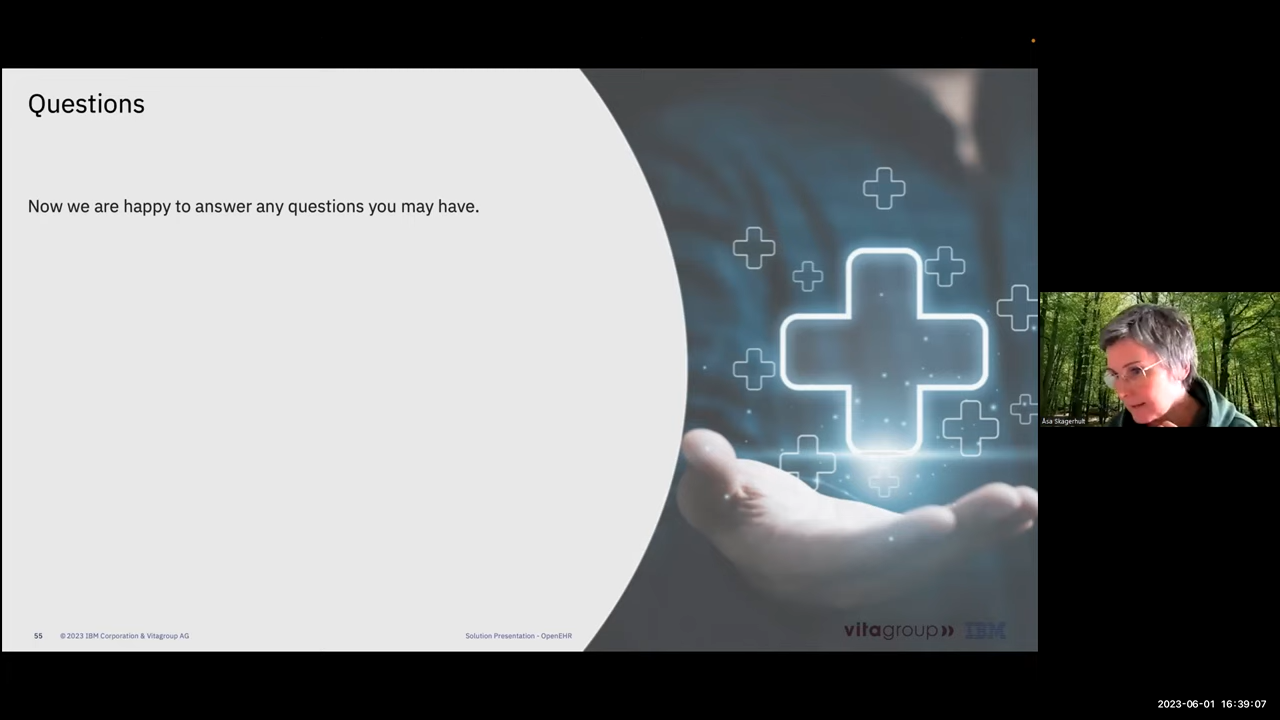 Questions
Now we are happy to answer any questions you may have.
Åsa Skagerhult
55 © 2023 IBM Corporation & Vitagroup AG Solution Presentation - OpenEHR
vitagroup IBM
2023-06-01 16:39:07